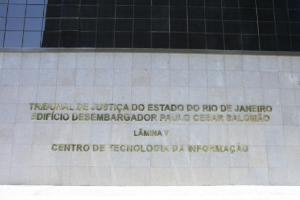 TRIBUNAL DE JUSTIÇA DO ESTADO DO RIO DE JANEIRO
EDIFÍCIO DESEMBARGADOR PAULO CESAR SALOMÃO
LÂMINA V
CENTRO DE TECNOLOGIA DA INFORMAÇÃO